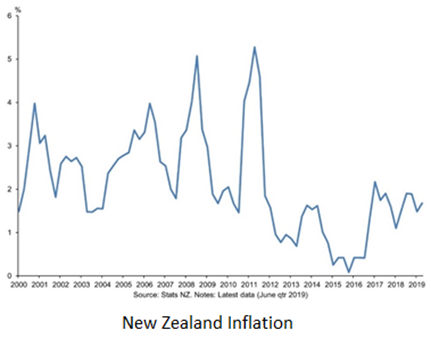 %
6
5
4
3
2
1
0
2000 2001 2002 2003 2004 2005 2006 2007 2008 2009 2010 2011 2012 2013 2014 2015 2016 2017 2018 2019
Source: Stats NZ. Notes: Latest data (June qtr 2019)
New Zealand Inflation